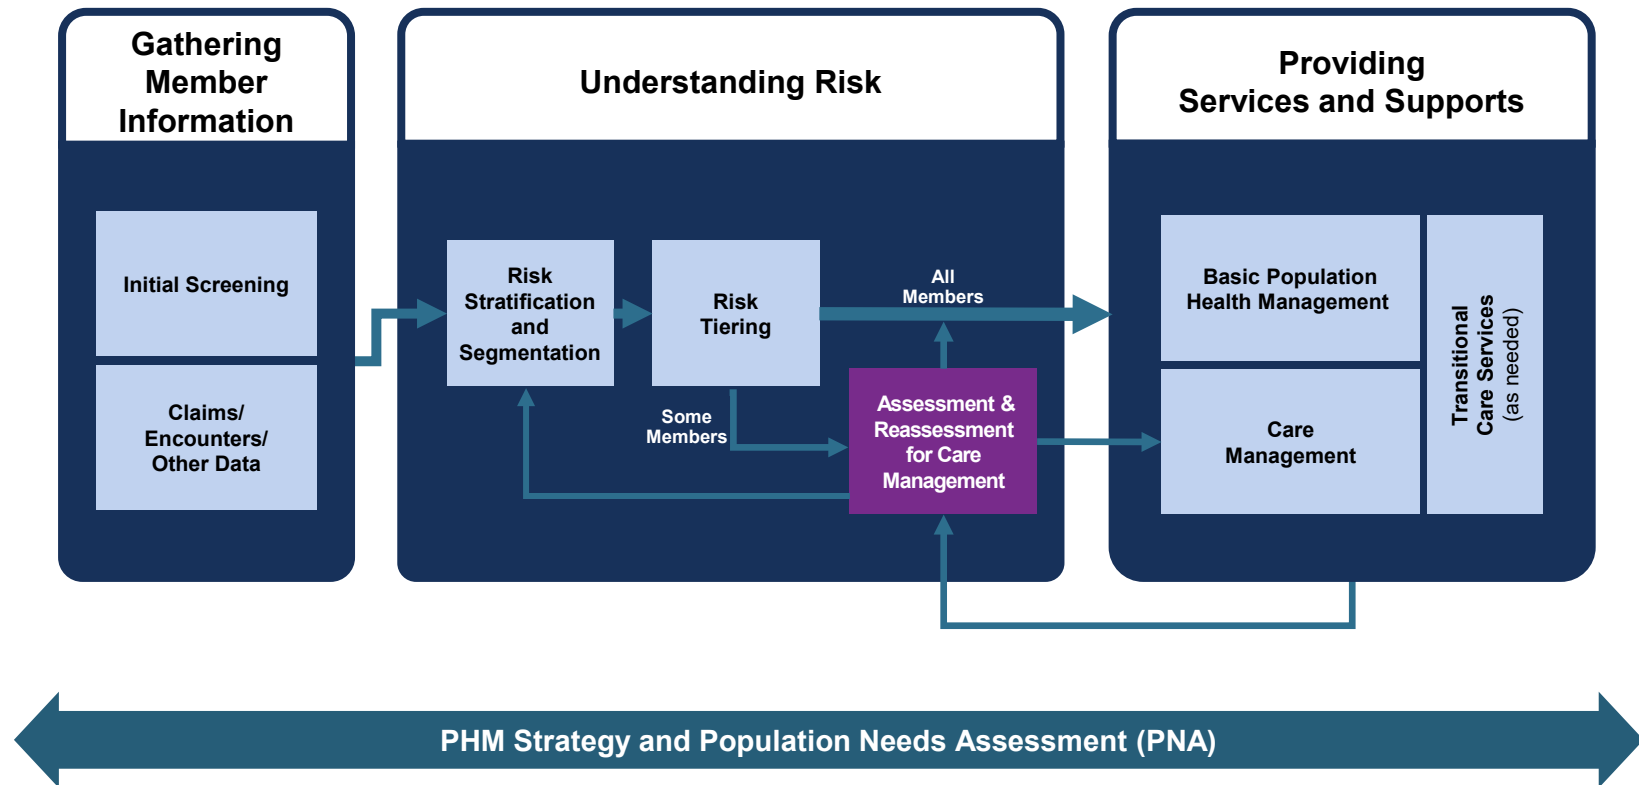 Gathering
Member
Information
Initial Screening
Claims/
Encounters/
Other Data
Understanding Risk
Risk
Stratification
and
Segmentation
Risk
Tiering
All
Members
Some
Members
Assessment &
Reassessment
for Care
Management
Providing
Services and Supports
Basic Population
Health Management
Care
Management
Transitional
Care Services
(as needed)
PHM Strategy and Population Needs Assessment (PNA)